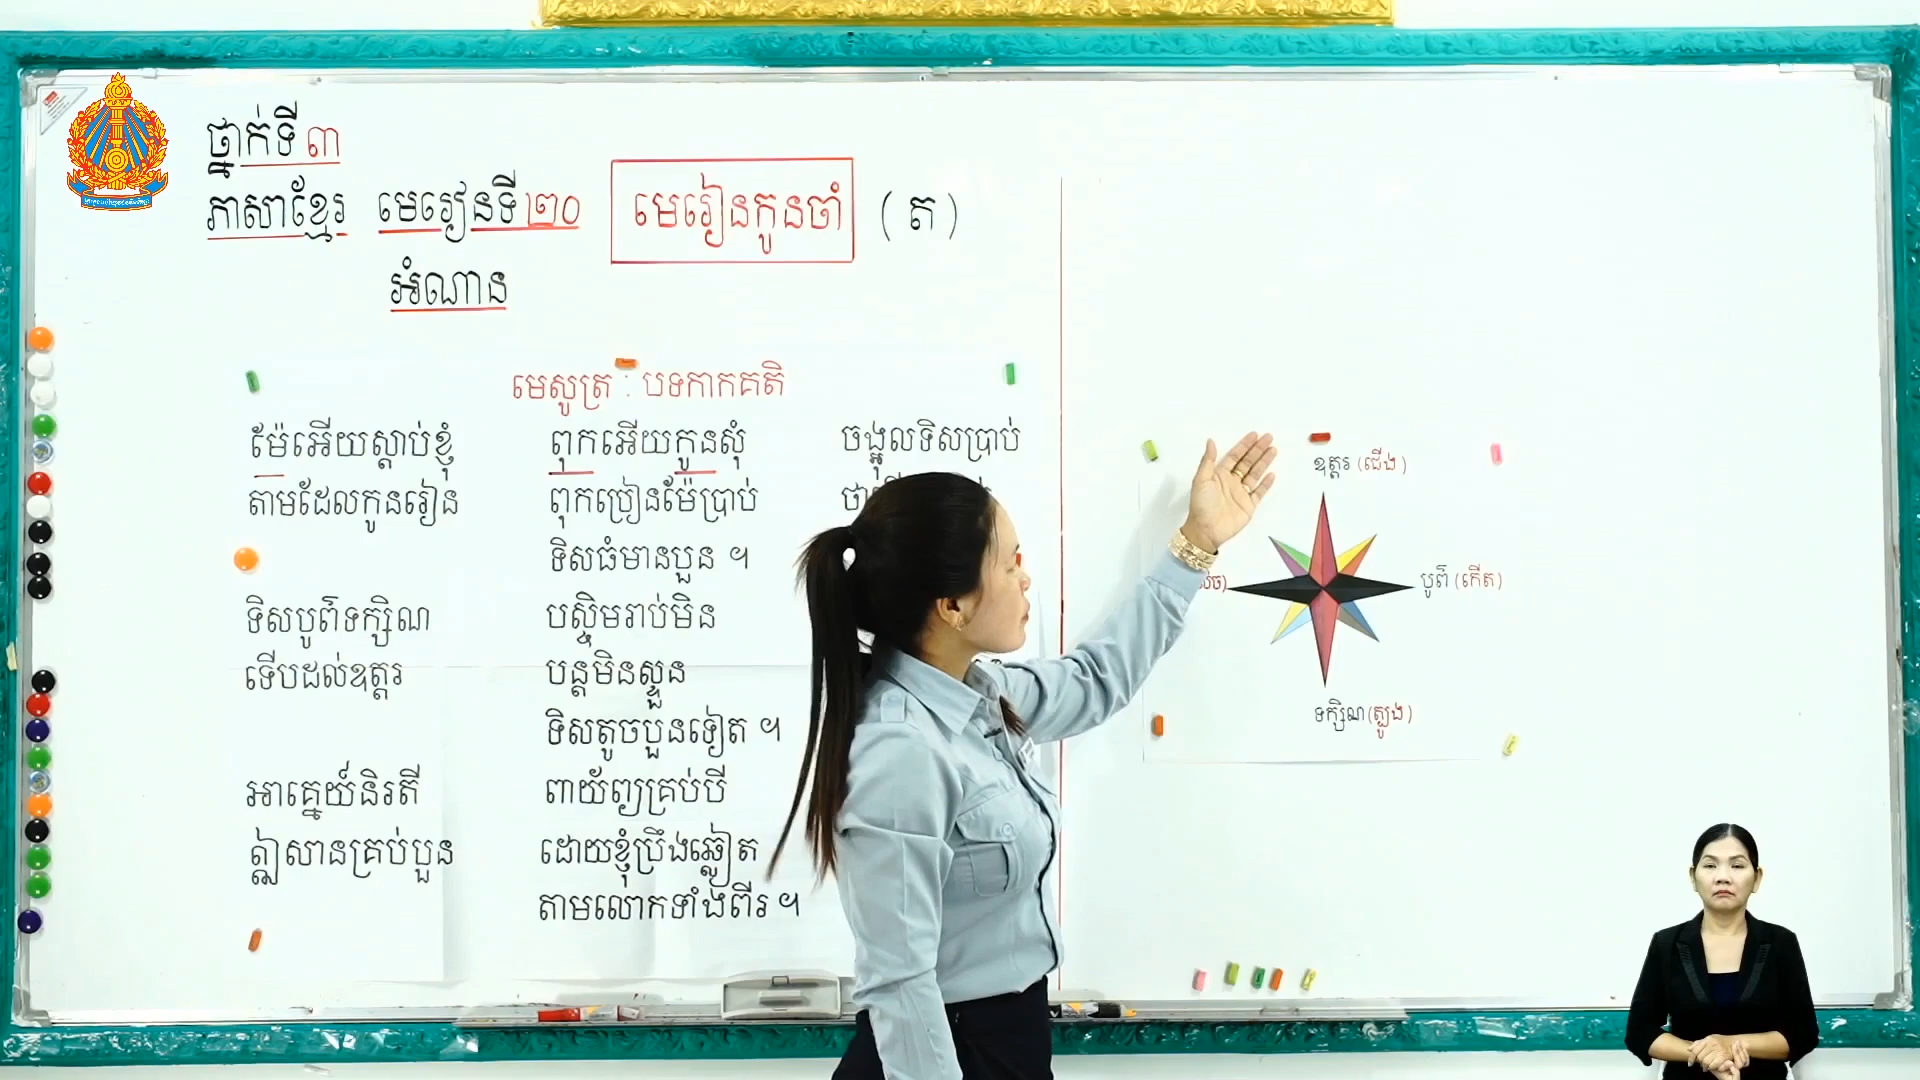 ថ្នាក់ទី ៣
ភាសាខ្មែរ មេរៀនទី ២០ មេរៀនកូនចាំ (ត)
អំណាន
មេសូត្រ : បទកាកគតិ
ម៉ែអើយស្ដាប់ខ្ញុំ ពុកអើយកូនសុំ ចង្អុលទិសប្រាប់
តាមដែលកូនរៀន ពុកប្រៀនម៉ែប្រាប់
ទិសធំមានបួន ។
ទិសបូព៌ទក្សិណ បស្ចិមរាប់មិន
ទើបដល់ឧត្តរ បន្តមិនស្ទួន
ទិសតូចបួនទៀត ។
អាគ្នេយ៍និរតី ពាយ័ព្យគ្រប់បី
ឦសានគ្រប់បួន ដោយខ្ញុំប្រឹងឆ្លៀត
តាមលោកទាំងពីរ ។
ឧត្តរ (ជើង)
បូព៌ (កើត)
ទក្សិណ(ត្បូង)